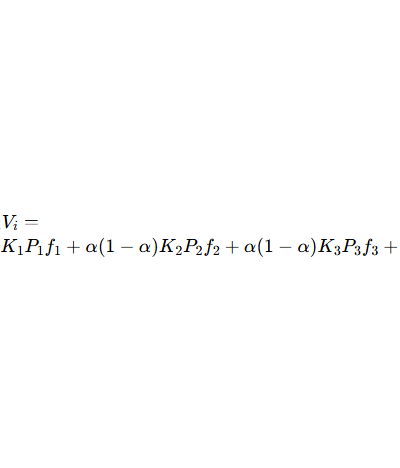 V_i =
K_1P_1f_1 + α(1 − α)K_2P_2f_2 + α(1 − α)K_3P_3f_3 +